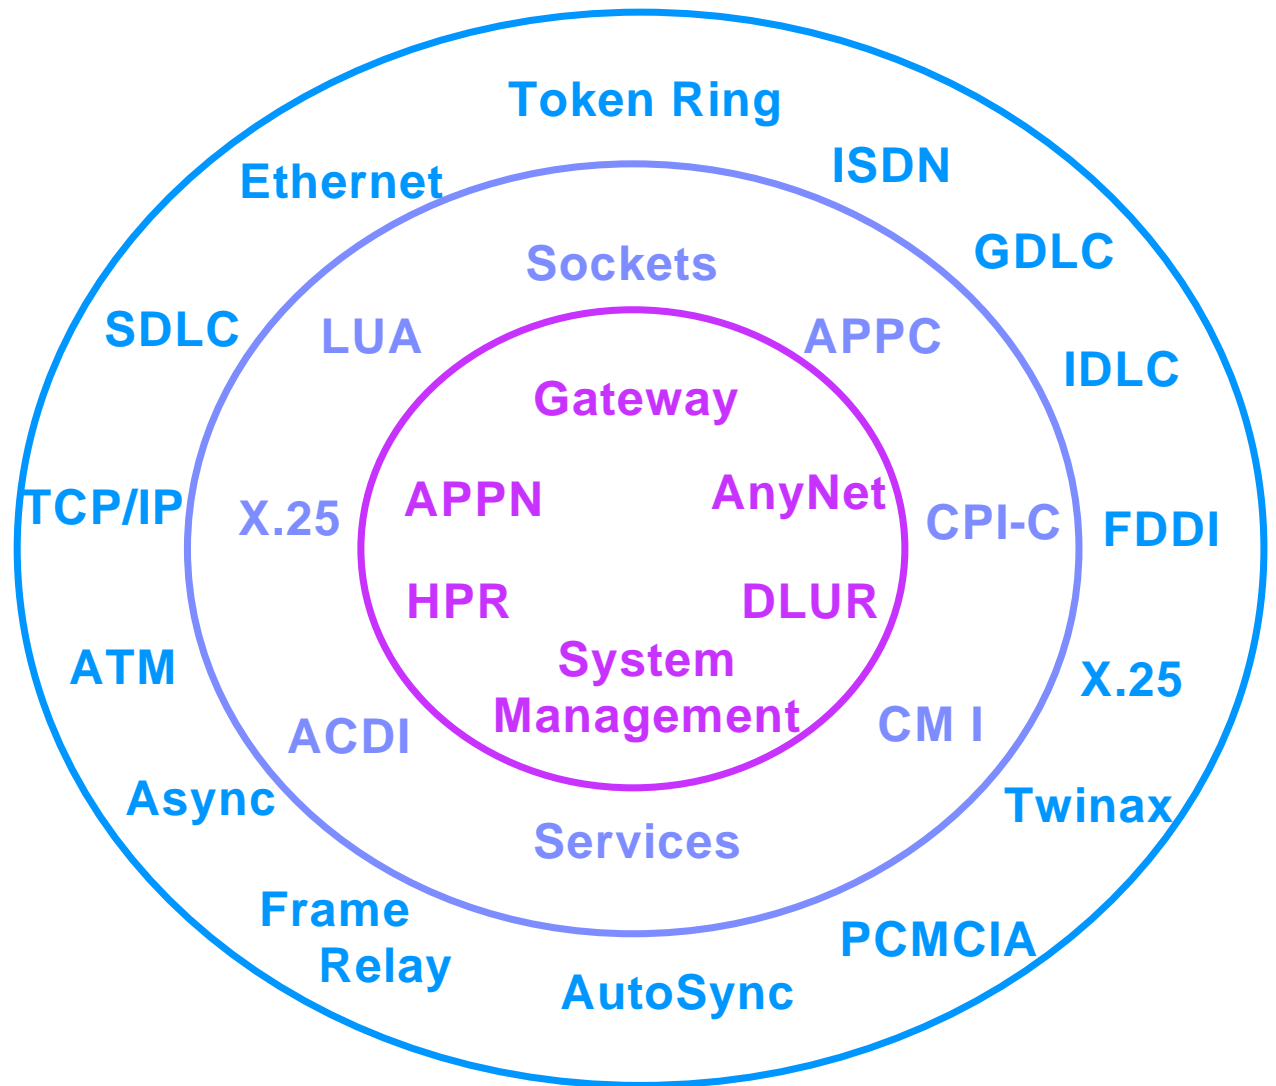 Token Ring
ISDN
Ethernet
GDLC
Sockets
SDLC
LUA
APPC
IDLC
Gateway
TCP/IP
X.25
APPN
AnyNet
CPI-C
FDDI
HPR
DLUR
System
Management
ATM
X.25
ACDI
CM I
Async
Twinax
Services
Frame
Relay
PCMCIA
AutoSync